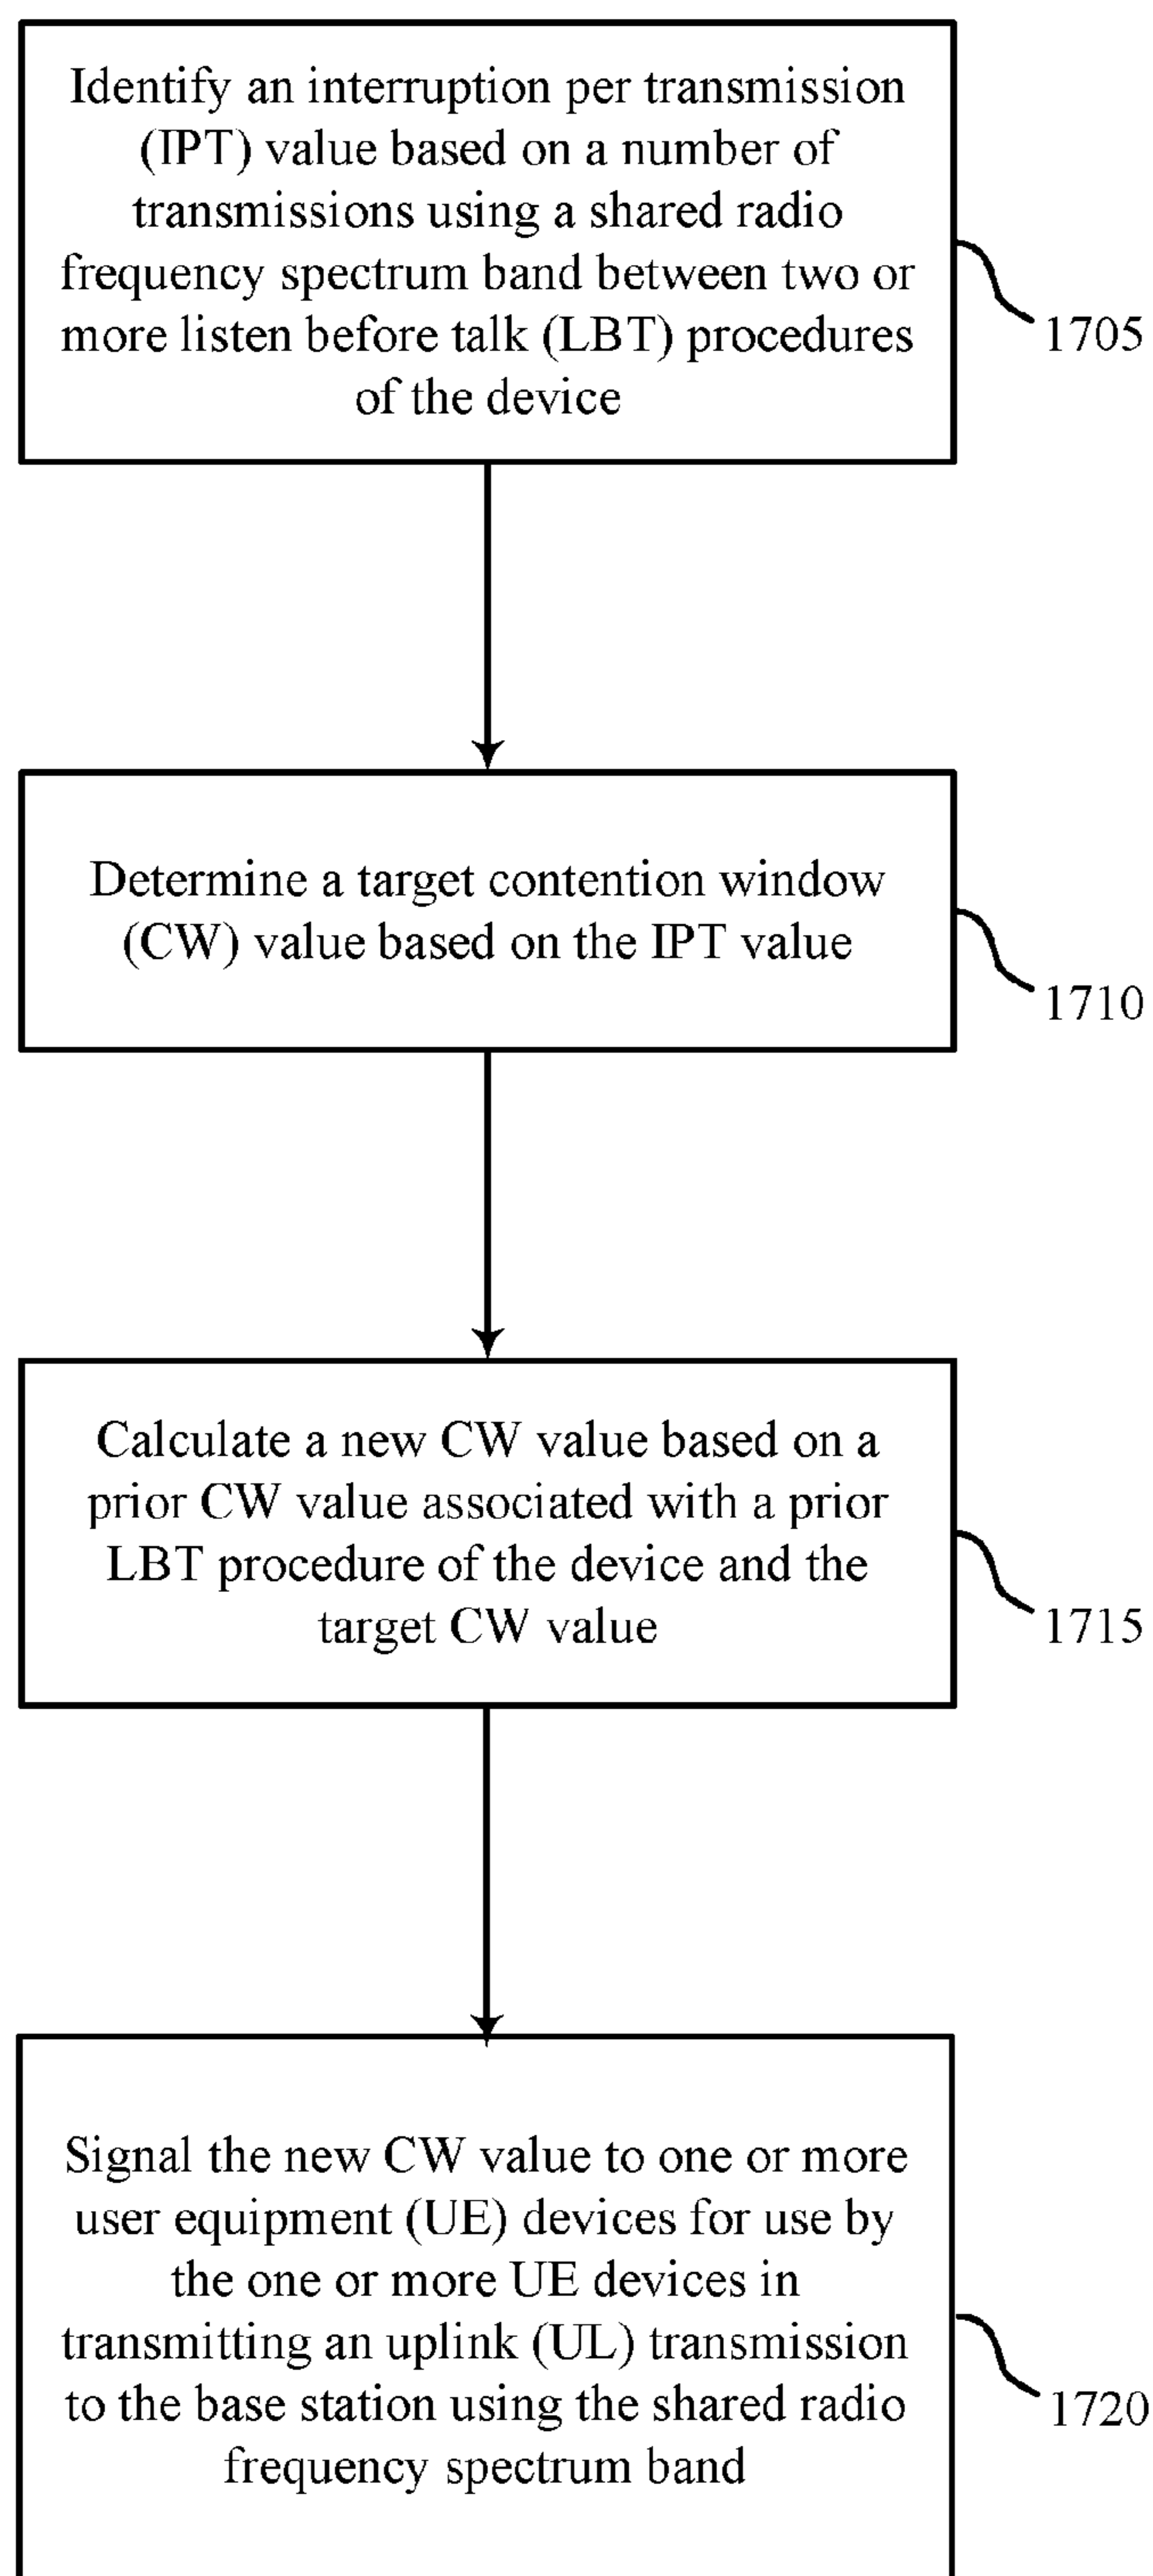 Identify an interruption per transmission
(IPT) value based on a number of
transmissions using a shared radio
frequency spectrum band between two or
more listen before talk (LBT) procedures
of the device
1705
Determine a target contention window
(CW) value based on the IPT value
1710
Calculate a new CW value based on a
prior CW value associated with a prior
LBT procedure of the device and the
target CW value
1715
Signal the new CW value to one or more
user equipment (UE) devices for use by
the one or more UE devices in
transmitting an uplink (UL) transmission
to the base station using the shared radio
frequency spectrum band
1720